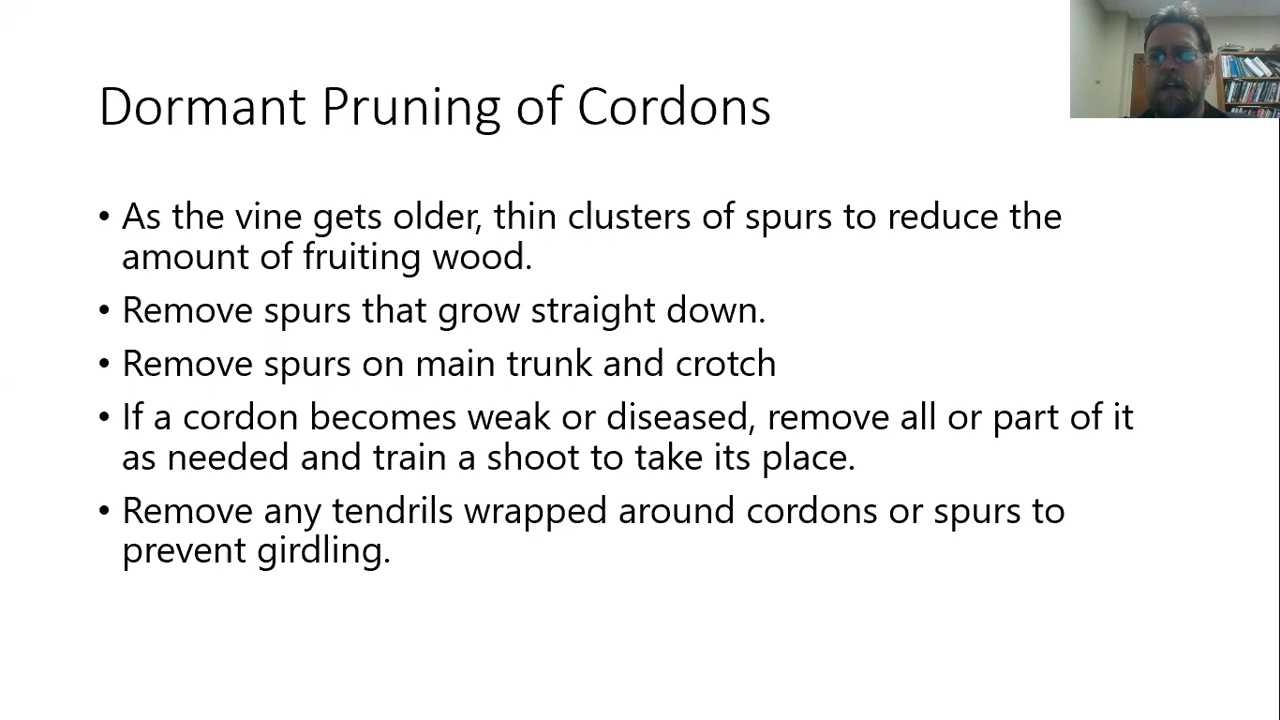 Dormant Pruning of Cordons
• As the vine gets older, thin clusters of spurs to reduce the
amount of fruiting wood.
• Remove spurs that grow straight down.
• Remove spurs on main trunk and crotch
• If a cordon becomes weak or diseased, remove all or part of it
as needed and train a shoot to take its place.
• Remove any tendrils wrapped around cordons or spurs to
prevent girdling.